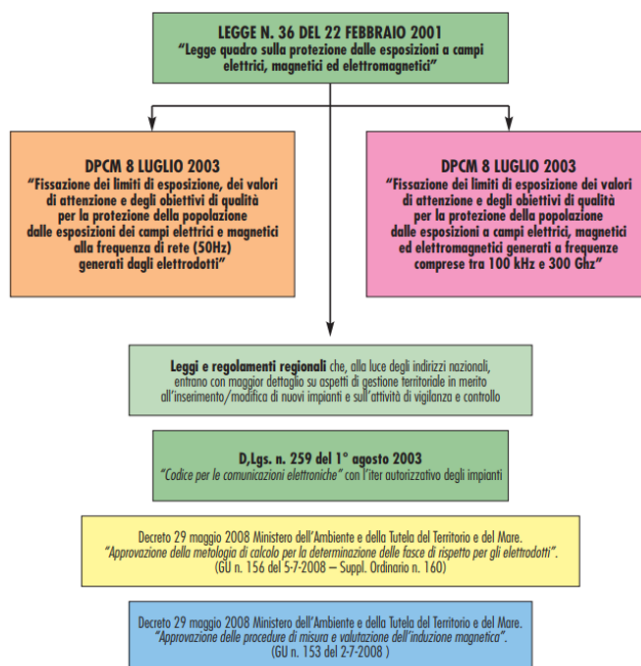 LEGGE N. 36 DEL 22 FEBBRAIO 2001
“Legge quadro sulla protezione dalle esposizioni a campi
elettrici, magnetici ed elettromagnetici”
DPCM 8 LUGLIO 2003
“Fissazione dei limiti di esposizione, dei valori
di attenzione e degli obiettivi di qualità
per la protezione della popolazione
dalle esposizioni dei campi elettrici e magnetici
alla frequenza di rete (50Hz)
generati dagli elettrodotti”
DPCM 8 LUGLIO 2003
“Fissazione dei limiti di esposizione dei valori
di attenzione e degli obiettivi di qualità
per la protezione della popolazione
dalle esposizioni a campi elettrici, magnetici
ed elettromagnetici generati a frequenze
comprese tra 100 kHz e 300 Ghz”
Leggi e regolamenti regionali che, alla luce degli indirizzi nazionali,
entrano con maggior dettaglio su aspetti di gestione territoriale in merito
all’inserimento/modifica di nuovi impianti e sull’attività di vigilanza e controllo
D,Lgs. n. 259 del 1° agosto 2003
“Codice per le comunicazioni elettroniche” con l’iter autorizzativo degli impianti
Decreto 29 maggio 2008 Ministero dell’Ambiente e della Tutela del Territorio e del Mare.
“Approvazione della metologia di calcolo per la determinazione delle fasce di rispetto per gli elettrodotti”.
(GU n. 156 del 5-7-2008 – Suppl. Ordinario n. 160)
Decreto 29 maggio 2008 Ministero dell’Ambiente e della Tutela del Territorio e del Mare.
“Approvazione delle procedure di misura e valutazione dell’induzione magnetica”.
(GU n. 153 del 2-7-2008 )